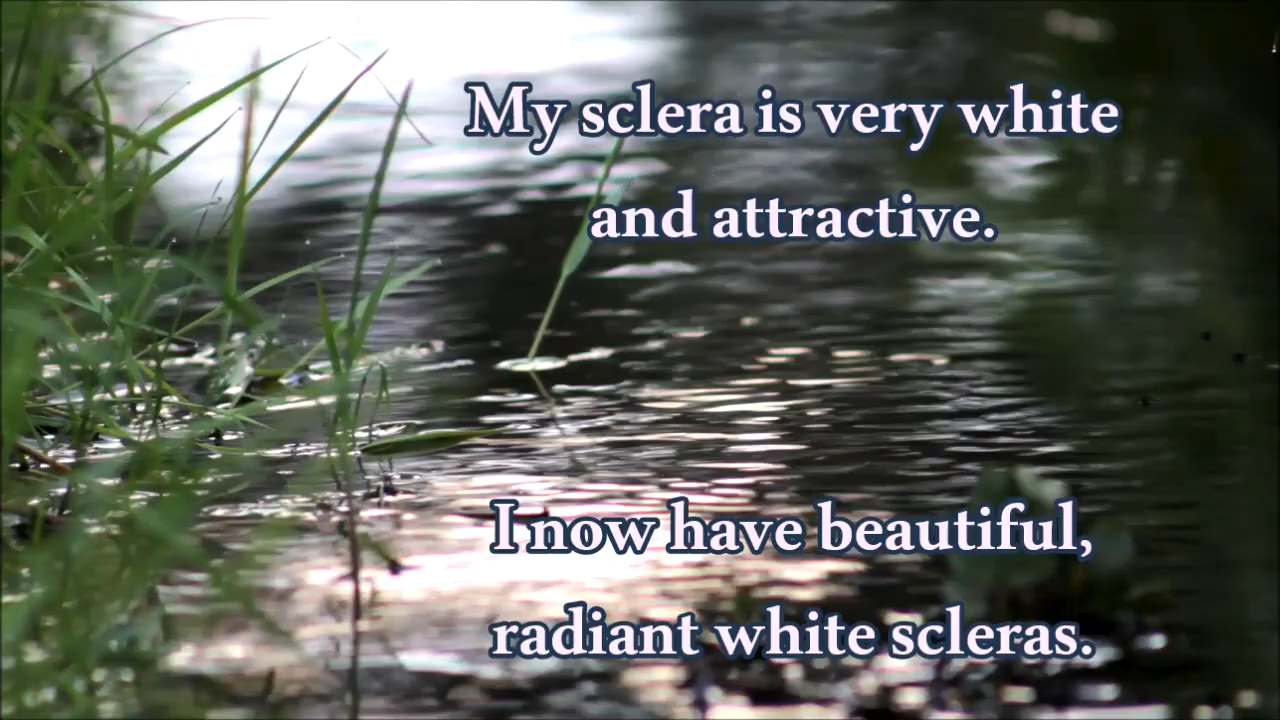 My sclera is very white
and attractive.
I now have beautiful,
radiant white scleras.